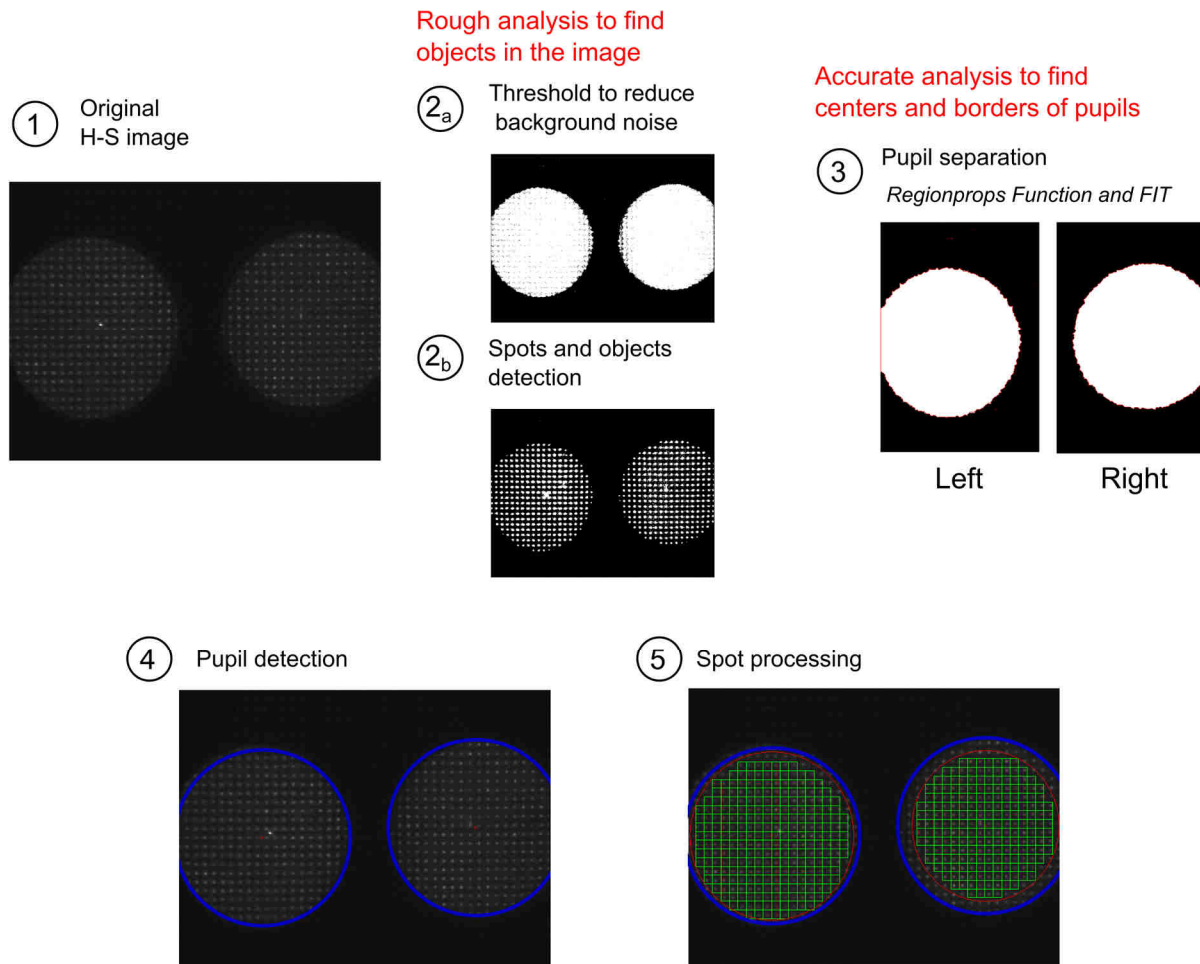 1
Original
H-S image
Rough analysis to find
objects in the image
2a
Threshold to reduce
background noise
2b
Spots and objects
detection
Accurate analysis to find
centers and borders of pupils
3
Pupil separation
Regionprops Function and FIT
Left
Right
4
Pupil detection
5
Spot processing